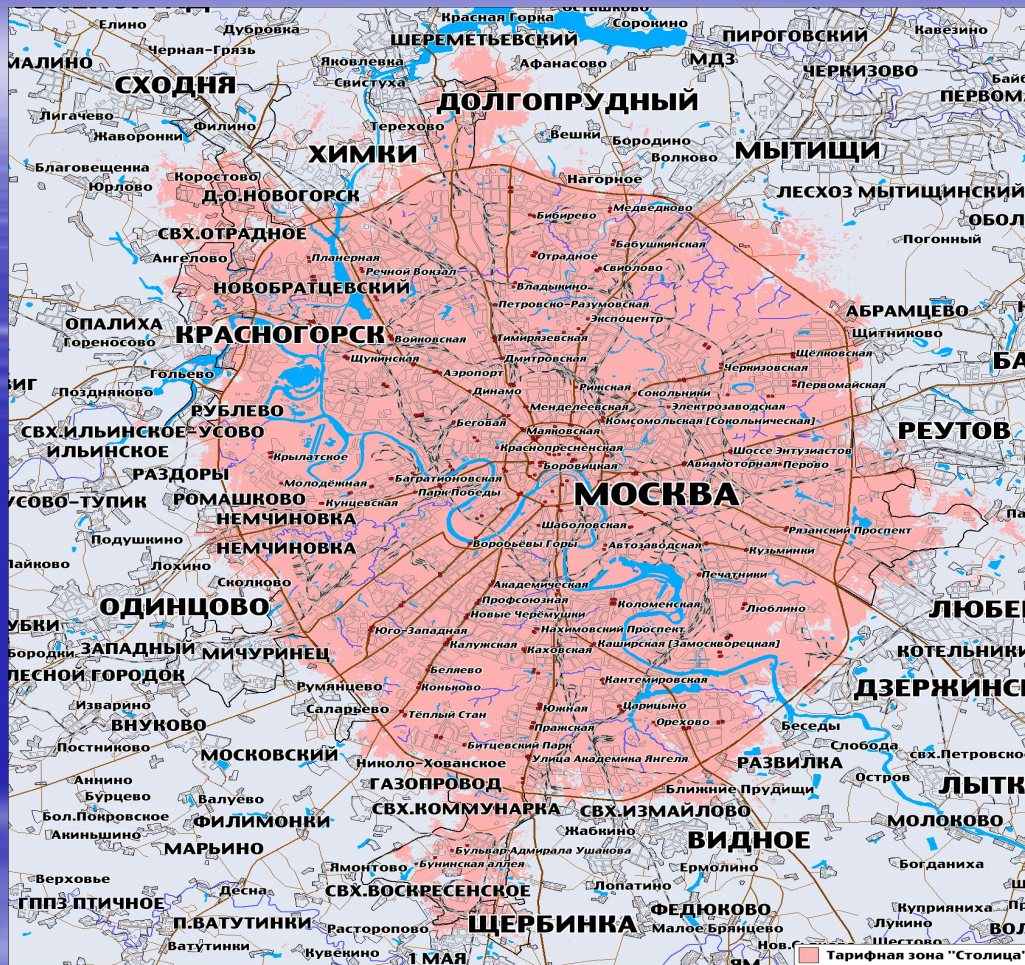 Красная Горка
Осташково
Сорокино
Елино
Дубровка
ШЕРЕМЕТЬЕВСКИЙ
ПИРОГОВСКИЙ
Кавезино
Черная-Грязь
МАЛИНО
Яковлевка
Афанасово
МДЗ
ЧЕРКИЗОВО
СХОДНЯ
Свистуха
ДОЛГОПРУДНЫЙ
Лигачево
Жаворонки
Филино
Терехово
Вешки
Бородино
МЫТИЩИ
ХИМКИ
Волково
Благовещенка
Юрлово
Коростово
Нагорное
Д.О.НОВОГОРСК
ЛЕСХОЗ МЫТИЩИНСКИЙ
Медведково
Бибирево
СВХ.ОТРАДНОЕ
Бабушкинская
Погонный
Ангелово
Планерная
Отрадное
Речной Вокзал
Свиблово
НОВОБРАТЦЕВСКИЙ
Владыкино
Петровско-Разумовская
АБРАМЦЕВО
Экспоцентр
ОПАЛИХА
КРАСНОГОРСК
Войковская
Тимирязевская
Щитниково
Гореносово
Щукинская
Дмитровская
Щёлковская
Гольево
Аэропорт
Черкизовская
Поздняково
Динамо
Рижская
Сокольники
Первомайская
РУБЛЕВО
Менделеевская
Электрозаводская
СВХ.ИЛЬИНСКОЕ-УСОВО
Беговая
Маяковская
Комсомольская [Сокольническая]
РЕУТОВ
ИЛЬИНСКОЕ
Крылатское
Краснопресненская
Шоссе Энтузиастов
РАЗДОРЫ
Боровицкая
Авиамоторная
Перово
Молодёжная
Багратионовская
УСОВО-ТУПИК
РОМАШКОВО
Кунцевская
Парк Победы
МОСКВА
НЕМЧИНОВКА
Шаболовская
Рязанский Проспект
Подушкино
НЕМЧИНОВКА
Воробьёвы Горы
Автозаводская
Кузьминки
Лохино
Сколково
Академическая
Печатники
ОДИНЦОВО
Профсоюзная
Коломенская
Люблино
Новые Черёмушки
Юго-Западная
Нахимовский Проспект
ЗАПАДНЫЙ
МИЧУРИНЕЦ
Калужская
Каховская
Каширская [Замоскворецкая]
КОТЕЛЬНИКИ
ЛЕСНОЙ ГОРОДОК
Беляево
Румянцево
Коньково
Кантемировская
Изварино
Саларьево
Тёплый Стан
Южная
Царицыно
ВНУКОВО
Пражская
Орехово
Беседы
Постниково
МОСКОВСКИЙ
Битцевский Парк
Слобода
свх.Петровско
Николо-Хованское
Улица Академика Янгеля
РАЗВИЛКА
Аннино
ГАЗОПРОВОД
Ближние Прудищи
Остров
Бурцево
Валуево
СВХ.КОММУНАРКА
СВХ.ИЗМАЙЛОВО
Бол.Покровское
ФИЛИМОНКИ
МОЛОКОВО
Акиньшино
Жабкино
ВИДНОЕ
МАРЬИНО
Бульвар Адмирала Ушакова
Ямонтово
Бунинская аллея
Ермолино
Богданиха
Верховье
Десна
СВХ.ВОСКРЕСЕНСКОЕ
Лопатино
ГППЗ ПТИЧНОЕ
П.ВАТУТИНКИ
Расторопово
ЩЕРБИНКА
ФЕДЮКОВО
Куприяниха
Малое Брянцево
Лукино
Ватутинки
Кувекино
1 МАЯ
Шестово
Тарифная зона "Столица"